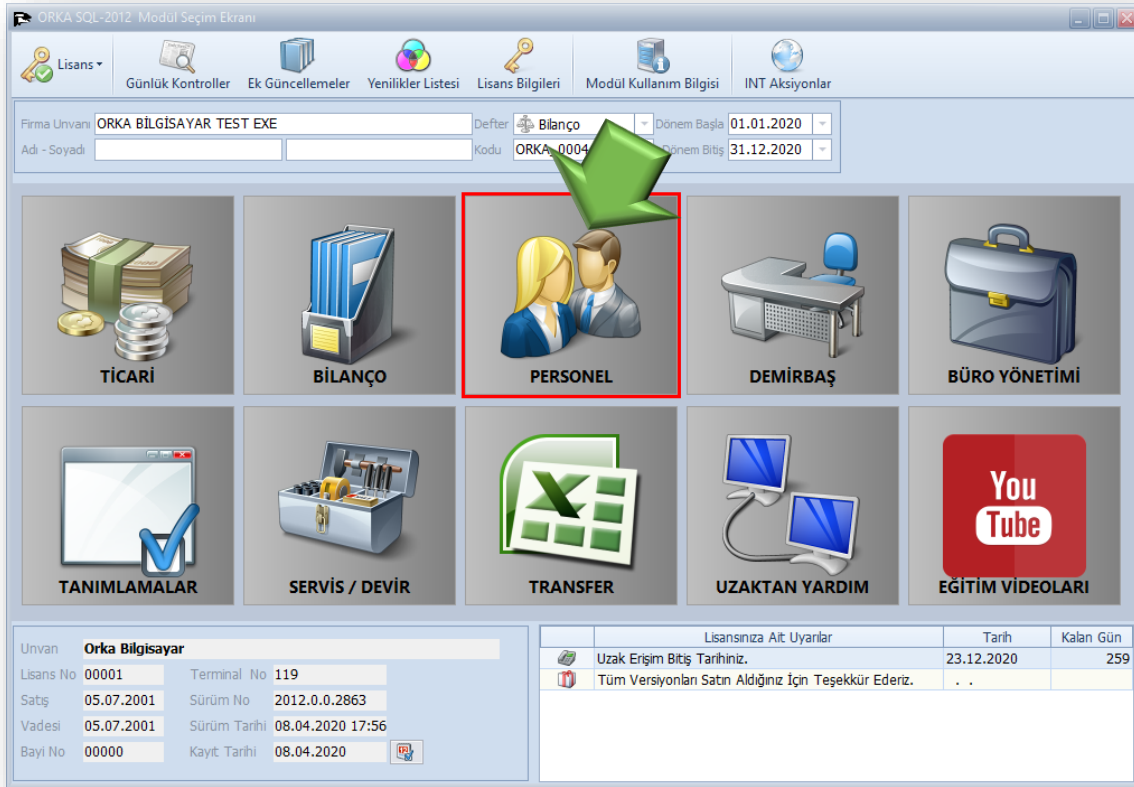 ORKA SQL-2012 Modül Seçim Ekranı
Lisans
Günlük Kontroller Ek Güncellemeler Yenilikler Listesi Lisans Bilgileri Modül Kullanım Bilgisi INT Aksiyonlar
Firma Unvanı ORKA BİLGİSAYAR TEST EXE Defter Bilanço Dönem Başla 01.01.2020
Adı - Soyadı Kodu ORKA_0004 Dönem Bitiş 31.12.2020
TİCARİ BİLANÇO PERSONEL DEMİRBAŞ BÜRO YÖNETİMİ
You
Tube
TANIMLAMALAR SERVİS / DEVİR TRANSFER UZAKTAN YARDIM EĞİTİM VİDEOLARI
Unvan Orka Bilgisayar
Lisans No 00001 Terminal No 119
Satış 05.07.2001 Sürüm No 2012.0.0.2863
Vadesi 05.07.2001 Sürüm Tarihi 08.04.2020 17:56
Bayi No 00000 Kayıt Tarihi 08.04.2020
Lisansınıza Ait Uyarılar Tarih Kalan Gün
Uzak Erişim Bitiş Tarihiniz. 23.12.2020 259
Tüm Versiyonları Satın Aldığınız İçin Teşekkür Ederiz. . .